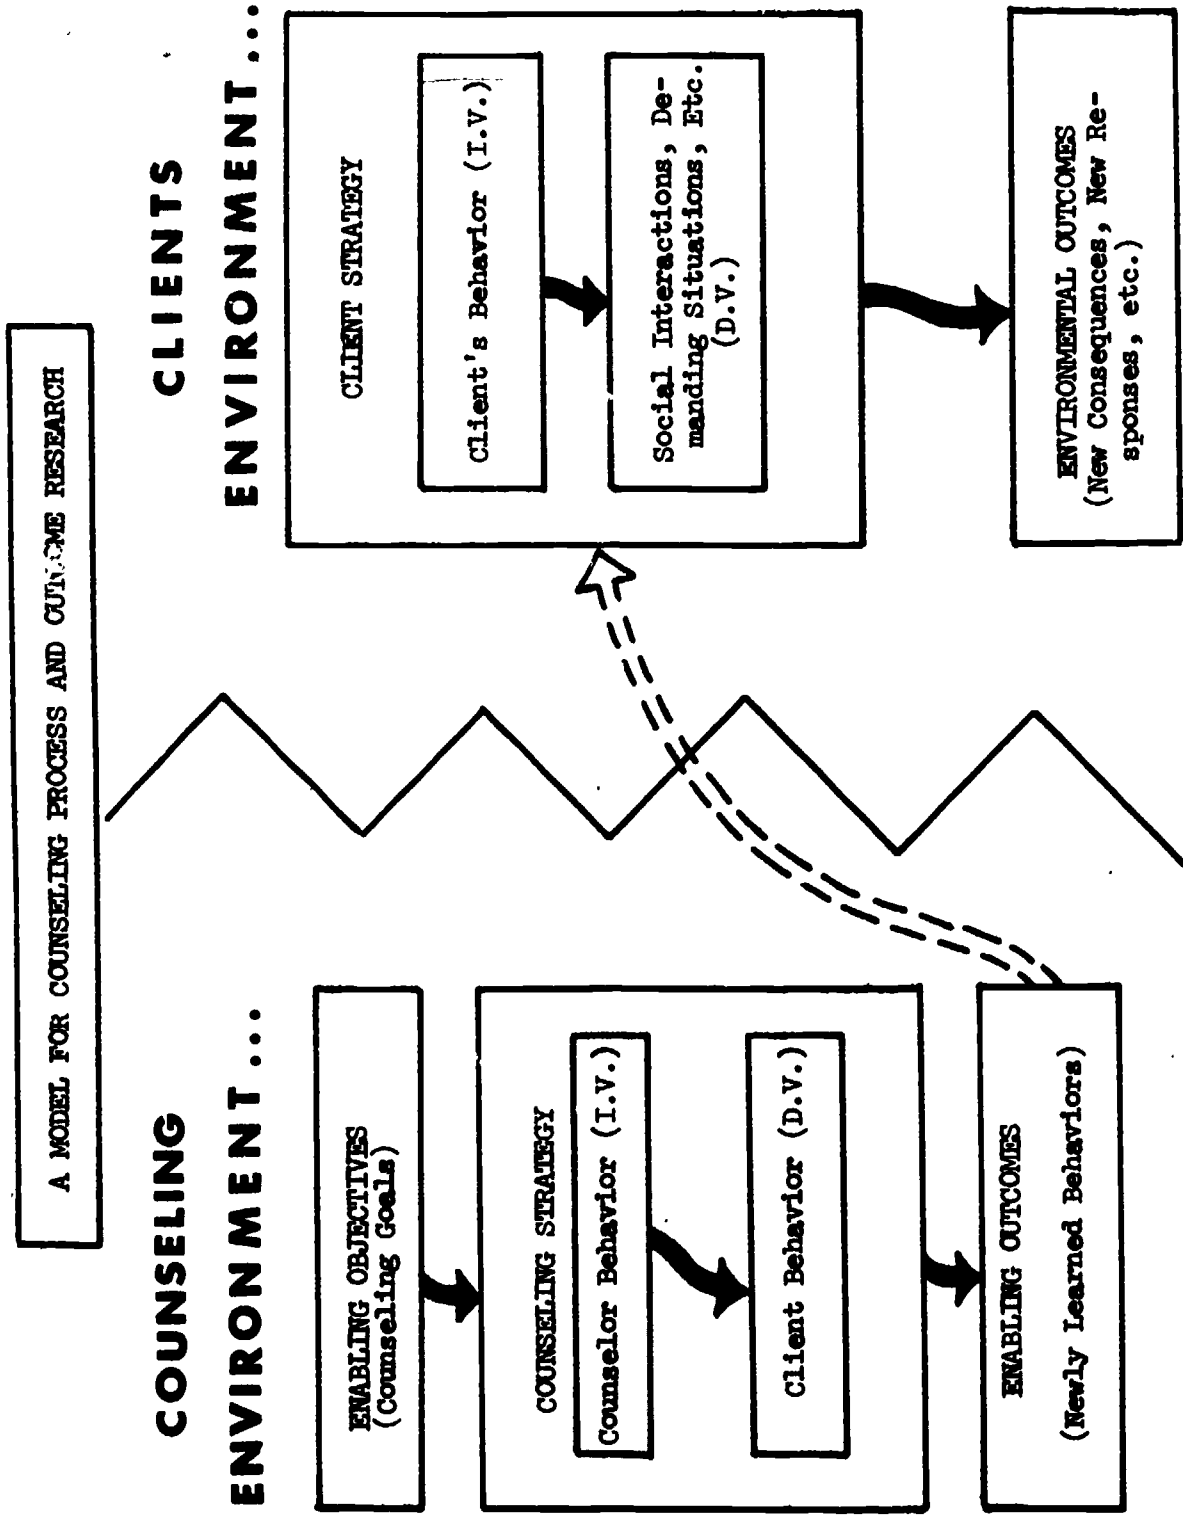 A MODEL FOR COUNSELING PROCESS AND OUTCOME RESEARCH
COUNSELING
ENVIRONMENT...
ENABLING OBJECTIVES
(Counseling Goals)
COUNSELING STRATEGY
Counselor Behavior (I.V.)
Client Behavior (D.V.)
ENABLING OUTCOMES
(Newly Learned Behaviors)
CLIENTS
ENVIRONMENT...
CLIENT STRATEGY
Client's Behavior (I.V.)
Social Interactions, De-
manding Situations, Etc.
(D.V.)
ENVIRONMENTAL OUTCOMES
(New Consequences, New Re-
sponses, etc.)